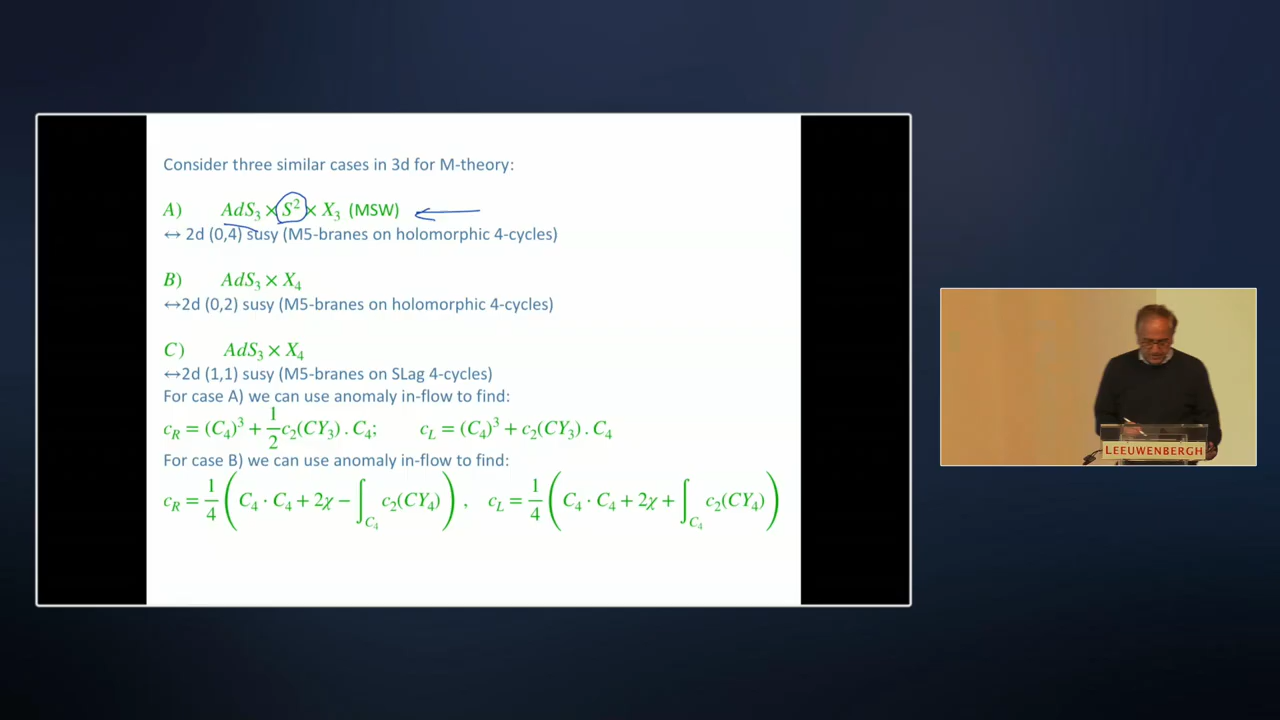 Consider three similar cases in 3d for M-theory:
A) AdS₃ × S² × X₃ (MSW)
↔ 2d (0,4) susy (M5-branes on holomorphic 4-cycles)
B) AdS₃ × X₄
↔2d (0,2) susy (M5-branes on holomorphic 4-cycles)
C) AdS₃ × X₄
↔2d (1,1) susy (M5-branes on SLag 4-cycles)
For case A) we can use anomaly in-flow to find:
c_R = (C₄)³ + 1/2 c₂(CY₃) . C₄; c_L = (C₄)³ + c₂(CY₃) . C₄
For case B) we can use anomaly in-flow to find:
c_R = 1/4 ( C₄ · C₄ + 2χ − ∫_{C₄} c₂(CY₄) ) , c_L = 1/4 ( C₄ · C₄ + 2χ + ∫_{C₄} c₂(CY₄) )
LEEUWENBERGH